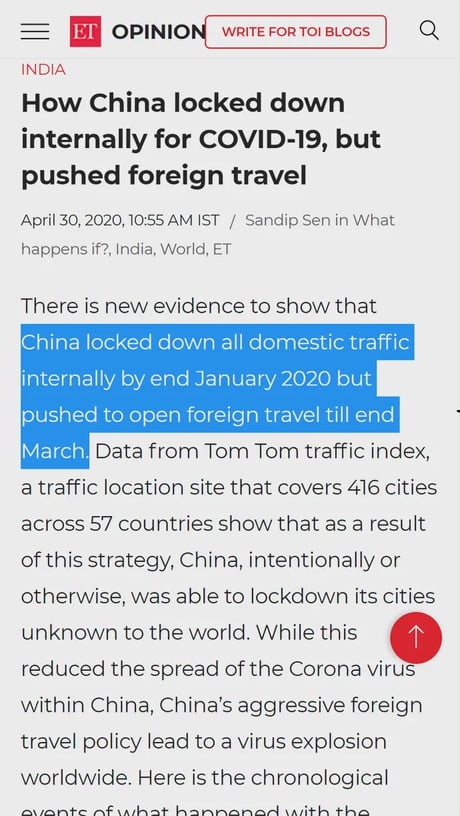 ET OPINION WRITE FOR TOI BLOGS
INDIA
How China locked down
internally for COVID-19, but
pushed foreign travel
April 30, 2020, 10:55 AM IST / Sandip Sen in What
happens if?, India, World, ET
There is new evidence to show that
China locked down all domestic traffic
internally by end January 2020 but
pushed to open foreign travel till end
March. Data from Tom Tom traffic index,
a traffic location site that covers 416 cities
across 57 countries show that as a result
of this strategy, China, intentionally or
otherwise, was able to lockdown its cities
unknown to the world. While this
reduced the spread of the Corona virus
within China, China's aggressive foreign
travel policy lead to a virus explosion
worldwide. Here is the chronological
events of what happened with the